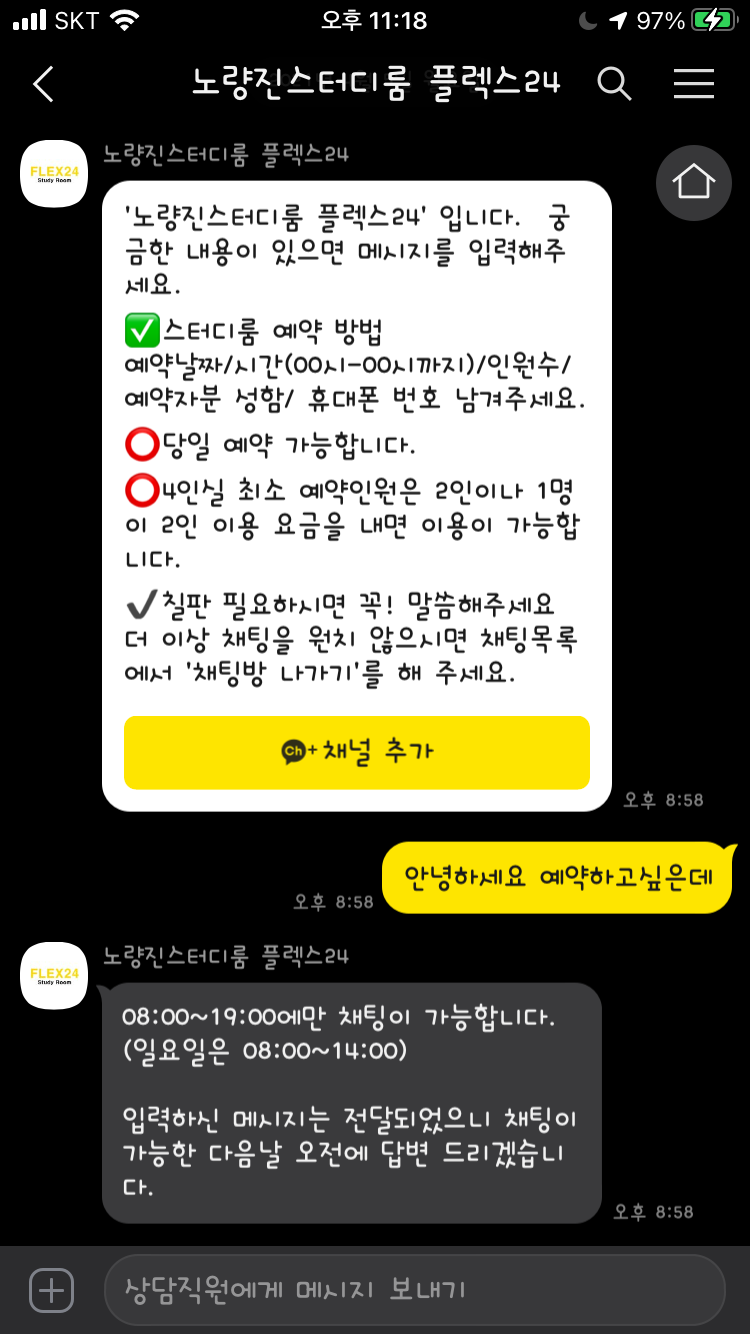 SKT 오후 11:18 97%
노량진스터디룸 플렉스24
FLEX24
Study Room
노량진스터디룸 플렉스24
'노량진스터디룸 플렉스24' 입니다. 궁
금한 내용이 있으면 메시지를 입력해주
세요.
✅스터디룸 예약 방법
예약날짜/시간(00시-00시까지)/인원수/
예약자분 성함/ 휴대폰 번호 남겨주세요.
⭕당일 예약 가능합니다.
⭕4인실 최소 예약인원은 2인이나 1명
이 2인 이용 요금을 내면 이용이 가능합
니다.
✔칠판 필요하시면 꼭! 말씀해주세요
더 이상 채팅을 원치 않으시면 채팅목록
에서 '채팅방 나가기'를 해 주세요.
Ch+ 채널 추가
오후 8:58
안녕하세요 예약하고싶은데
오후 8:58
FLEX24
Study Room
노량진스터디룸 플렉스24
08:00~19:00에만 채팅이 가능합니다.
(일요일은 08:00~14:00)
입력하신 메시지는 전달되었으니 채팅이
가능한 다음날 오전에 답변 드리겠습니
다.
오후 8:58
상담직원에게 메시지 보내기